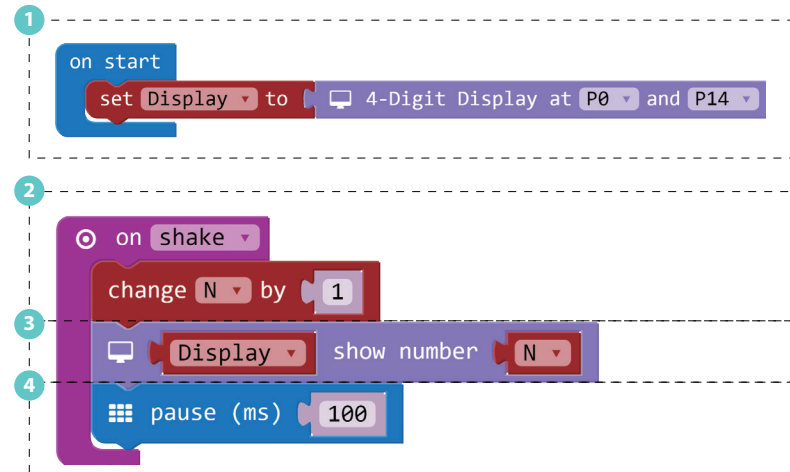 1
on start
set Display to 4-Digit Display at P0 and P14
2
on shake
change N by 1
3
Display show number N
4
pause (ms) 100